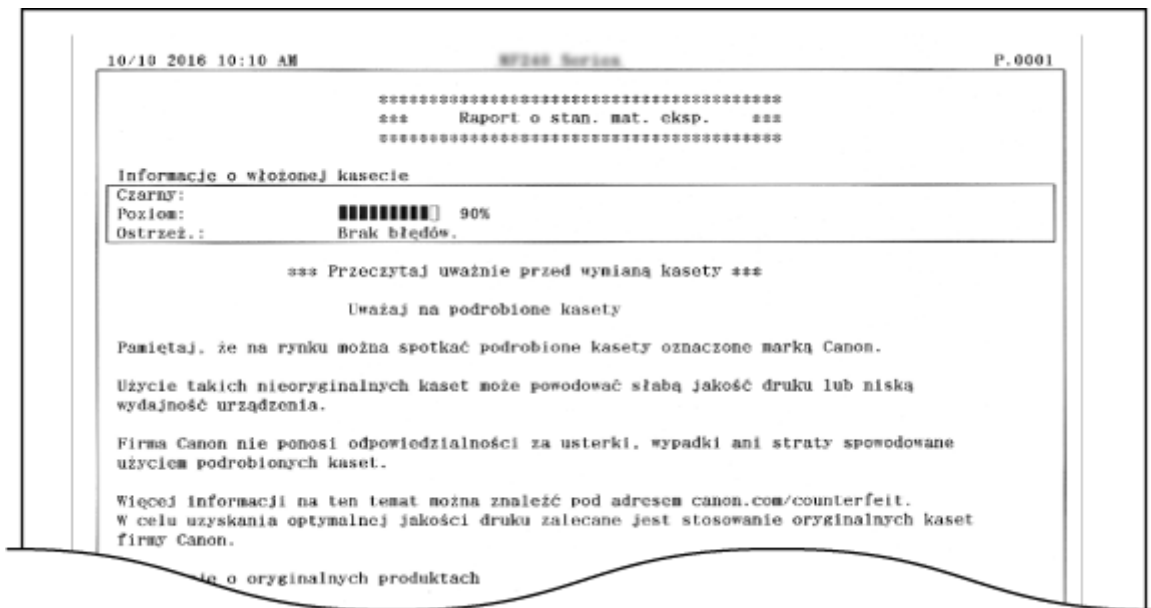 10/10 2016 10:10 AM P.0001
****************************************
*** Raport o stan. mat. eksp. ***
****************************************
Informacje o włożonej kasecie
Czarny:
Poziom: 90%
Ostrzeż.: Brak błędów.
*** Przeczytaj uważnie przed wymianą kasety ***
Uważaj na podrobione kasety
Pamiętaj, że na rynku można spotkać podrobione kasety oznaczone marką Canon.
Użycie takich nieoryginalnych kaset może powodować słabą jakość druku lub niską
wydajność urządzenia.
Firma Canon nie ponosi odpowiedzialności za usterki, wypadki ani straty spowodowane
użyciem podrobionych kaset.
Więcej informacji na ten temat można znaleźć pod adresem canon.com/counterfeit.
W celu uzyskania optymalnej jakości druku zalecane jest stosowanie oryginalnych kaset
firmy Canon.
o oryginalnych produktach